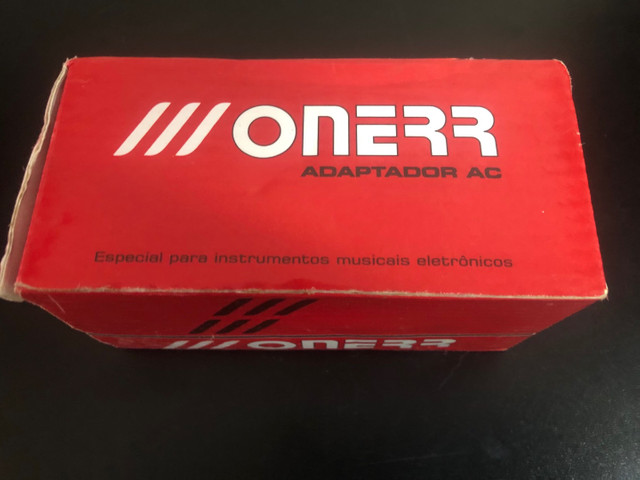 ONERR
ADAPTADOR AC
Especial para instrumentos musicais eletrônicos
ONERR